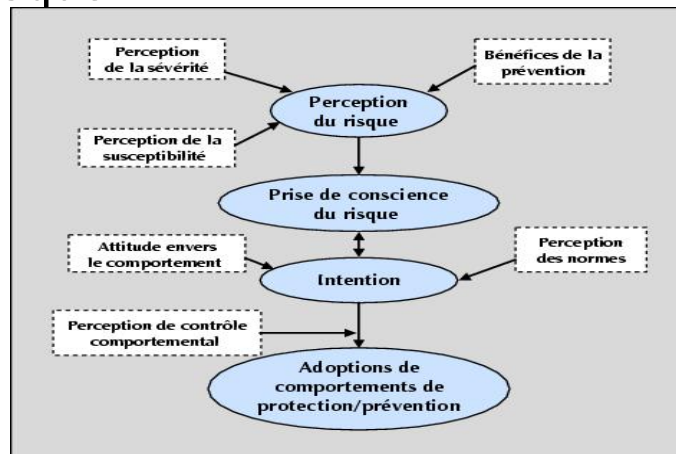 Perception
de la sévérité
Bénéfices de la
prévention
Perception
du risque
Perception de la
susceptibilité
Prise de conscience
du risque
Attitude envers
le comportement
Perception
des normes
Intention
Perception de contrôle
comportemental
Adoptions de
comportements de
protection/prévention